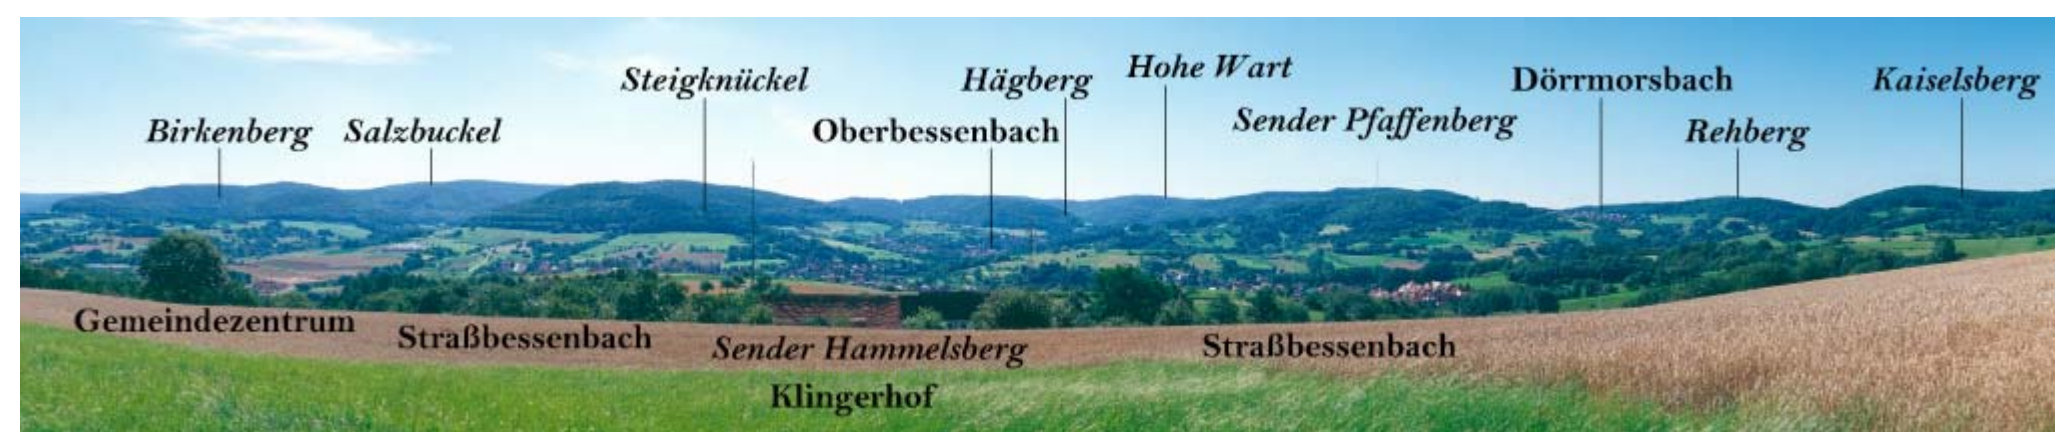 Birkenberg
Salzbuckel
Steigknückel
Oberbessenbach
Hägberg
Hohe Wart
Sender Pfaffenberg
Dörrmorsbach
Rehberg
Kaiselsberg
Gemeindezentrum
Straßbessenbach
Sender Hammelsberg
Klingerhof
Straßbessenbach